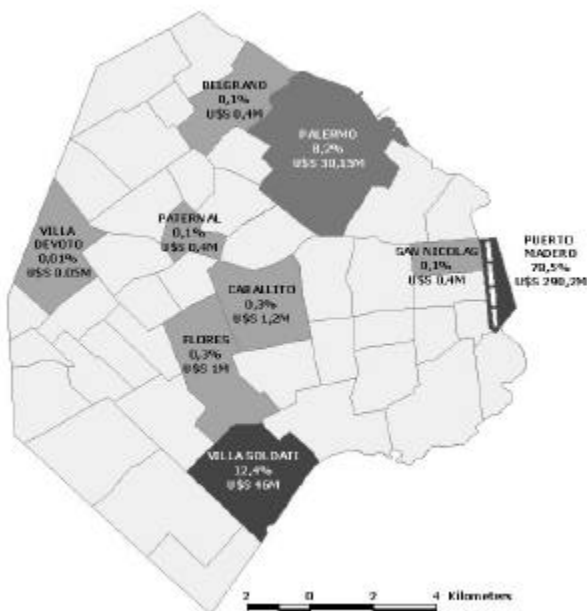 BELGRANO
0,1%
U$S 0,4M
PALERMO
8,2%
U$S 30,15M
VILLA
DEVOTO
0,01%
U$S 0.05M
PATERNAL
0,1%
U$S 0,4M
SAN NICOLAS
0,1%
U$S 0,4M
PUERTO
MADERO
78,5%
U$S 290,2M
CABALLITO
0,3%
U$S 1,2M
FLORES
0,3%
U$S 1M
VILLA SOLDATI
12,4%
U$S 46M
2 0 2 4 Kilometers